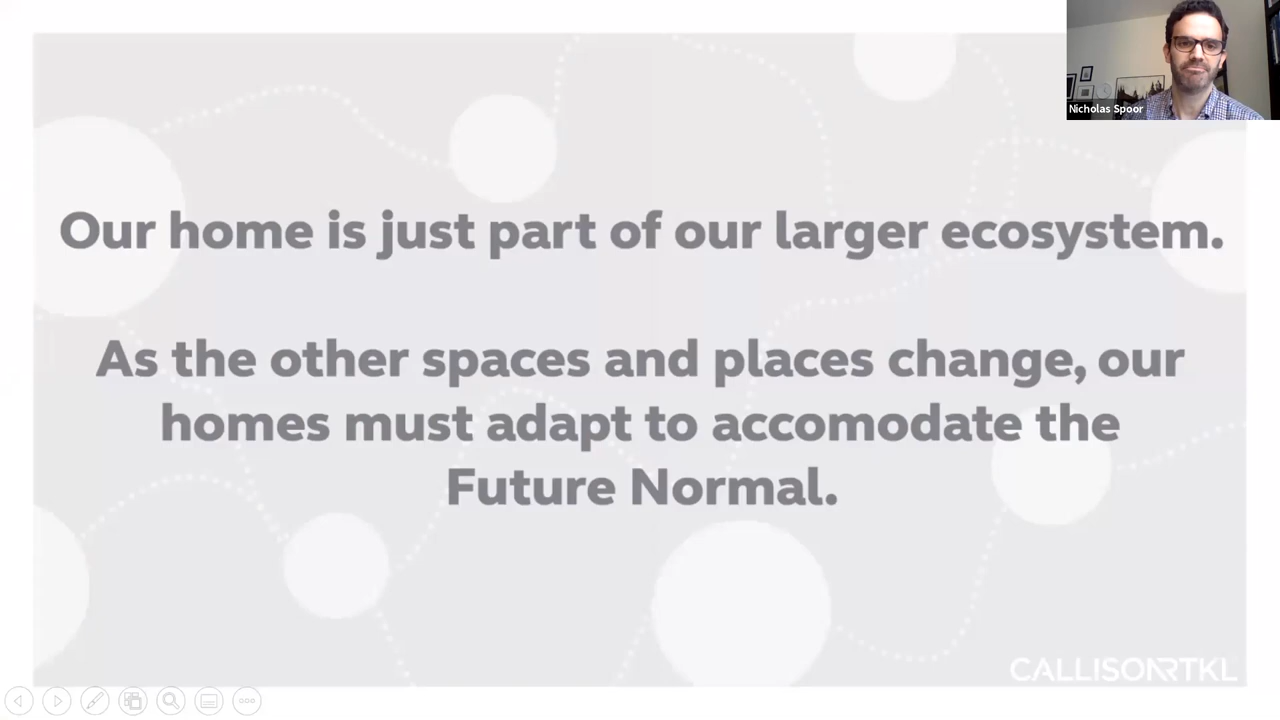 Nicholas Spoor
Our home is just part of our larger ecosystem.
As the other spaces and places change, our
homes must adapt to accomodate the
Future Normal.
CALLISONRTKL